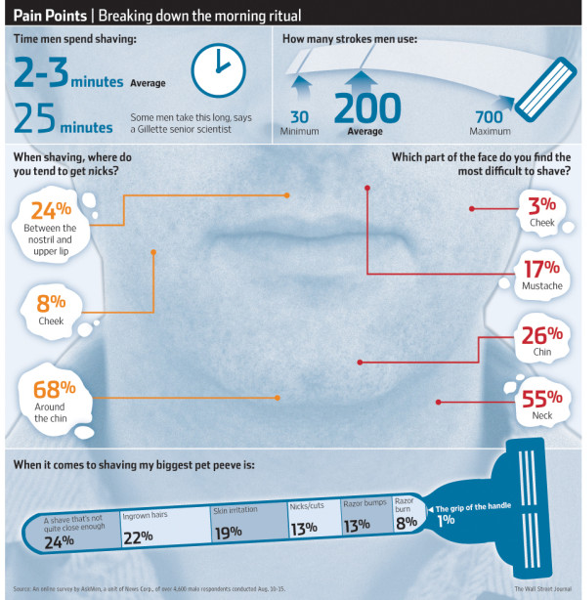 Pain Points | Breaking down the morning ritual
Time men spend shaving:
2-3 minutes Average
25 minutes
Some men take this long, says
a Gillette senior scientist
How many strokes men use:
30
Minimum
200
Average
700
Maximum
When shaving, where do
you tend to get nicks?
24%
Between the
nostril and
upper lip
8%
Cheek
68%
Around
the chin
Which part of the face do you find the
most difficult to shave?
3%
Cheek
17%
Mustache
26%
Chin
55%
Neck
When it comes to shaving my biggest pet peeve is:
A shave that's not
quite close enough
24%
Ingrown hairs
22%
Skin irritation
19%
Nicks/cuts
13%
Razor bumps
13%
Razor
burn
8%
The grip of the handle
1%
Source: An online survey by AskMen, a unit of News Corp., of over 4,600 male respondents conducted Aug. 10-15.
The Wall Street Journal